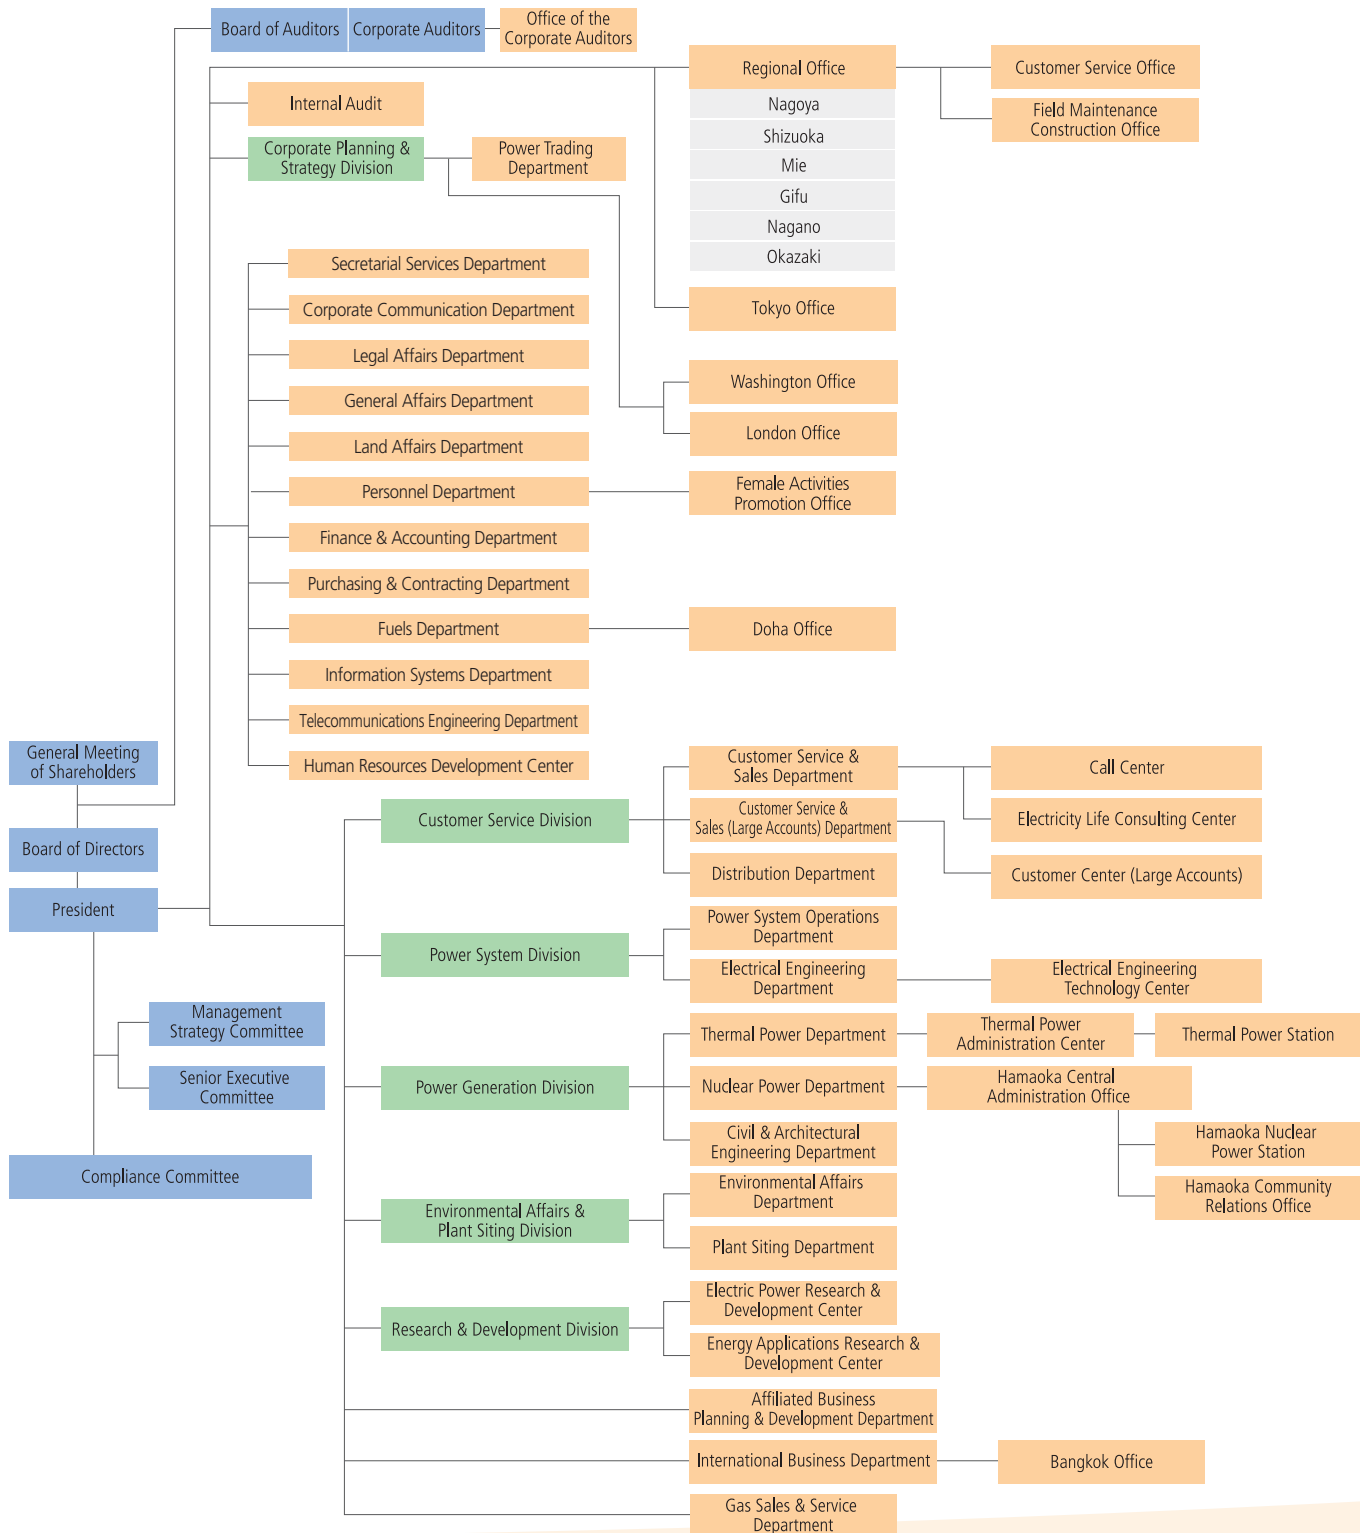 Board of Auditors
Corporate Auditors
Office of the
Corporate Auditors
Regional Office
Customer Service Office
Internal Audit
Nagoya
Field Maintenance
Construction Office
Corporate Planning &
Strategy Division
Power Trading
Department
Shizuoka
Mie
Gifu
Nagano
Okazaki
Secretarial Services Department
Corporate Communication Department
Tokyo Office
Legal Affairs Department
Washington Office
General Affairs Department
London Office
Land Affairs Department
Personnel Department
Female Activities
Promotion Office
Finance & Accounting Department
Purchasing & Contracting Department
Fuels Department
Doha Office
Information Systems Department
Telecommunications Engineering Department
Human Resources Development Center
General Meeting
of Shareholders
Board of Directors
President
Management
Strategy Committee
Senior Executive
Committee
Compliance Committee
Customer Service Division
Customer Service &
Sales Department
Call Center
Customer Service &
Sales (Large Accounts) Department
Electricity Life Consulting Center
Distribution Department
Customer Center (Large Accounts)
Power System Division
Power System Operations
Department
Electrical Engineering
Department
Electrical Engineering
Technology Center
Power Generation Division
Thermal Power Department
Thermal Power
Administration Center
Thermal Power Station
Nuclear Power Department
Hamaoka Central
Administration Office
Civil & Architectural
Engineering Department
Hamaoka Nuclear
Power Station
Hamaoka Community
Relations Office
Environmental Affairs &
Plant Siting Division
Environmental Affairs
Department
Plant Siting Department
Research & Development Division
Electric Power Research &
Development Center
Energy Applications Research &
Development Center
Affiliated Business
Planning & Development Department
International Business Department
Bangkok Office
Gas Sales & Service
Department